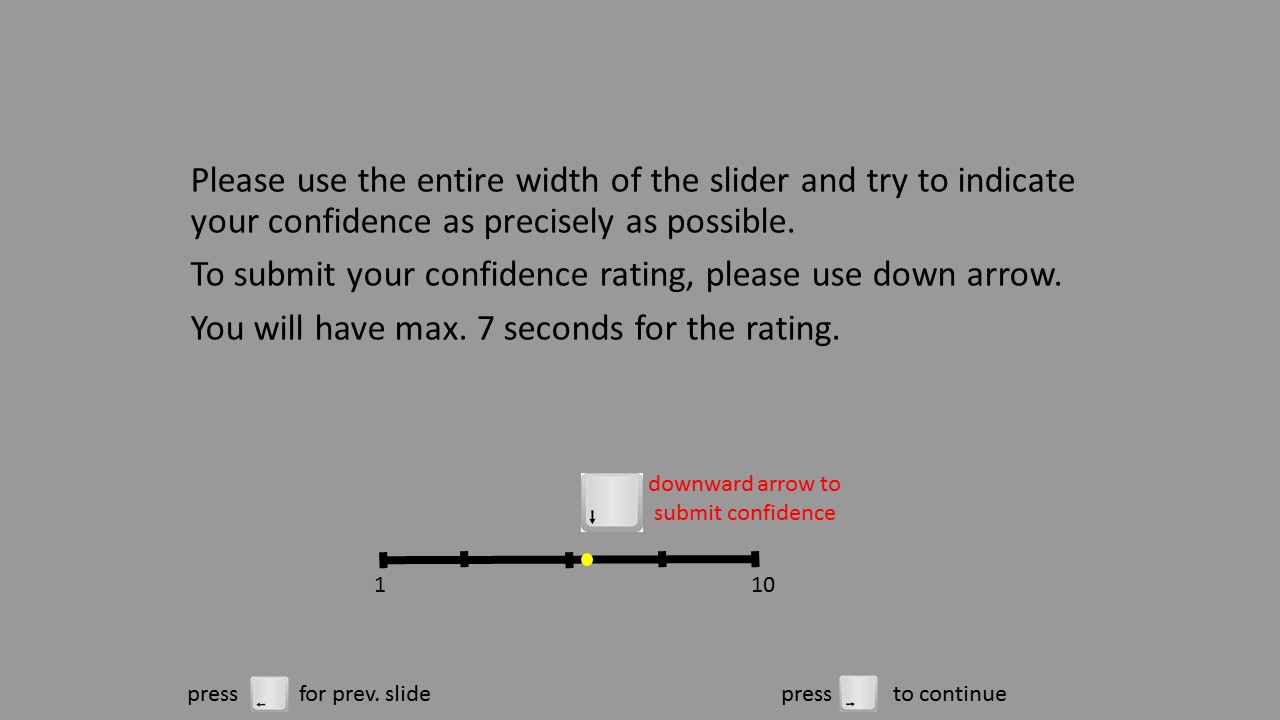 Please use the entire width of the slider and try to indicate
your confidence as precisely as possible.
To submit your confidence rating, please use down arrow.
You will have max. 7 seconds for the rating.
downward arrow to
submit confidence
1 10
press for prev. slide press to continue